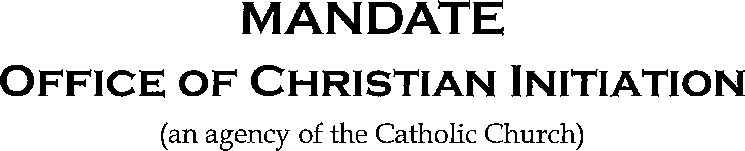 MANDATE
OFFICE OF CHRISTIAN INITIATION
(an agency of the Catholic Church)